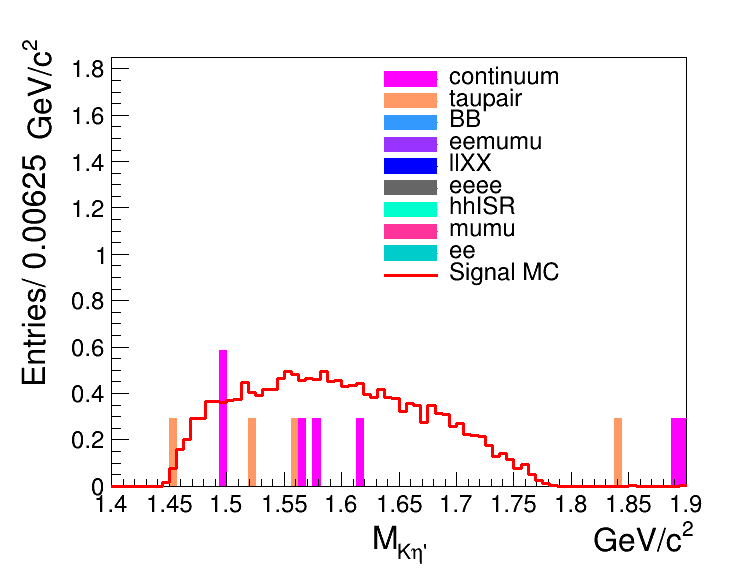 Entries/ 0.00625 GeV/c²
1.8
1.6
1.4
1.2
1
0.8
0.6
0.4
0.2
0
continuum
taupair
BB
eemumu
llXX
eeee
hhISR
mumu
ee
Signal MC
1.4 1.45 1.5 1.55 1.6 1.65 1.7 1.75 1.8 1.85 1.9
M_Kη' GeV/c²